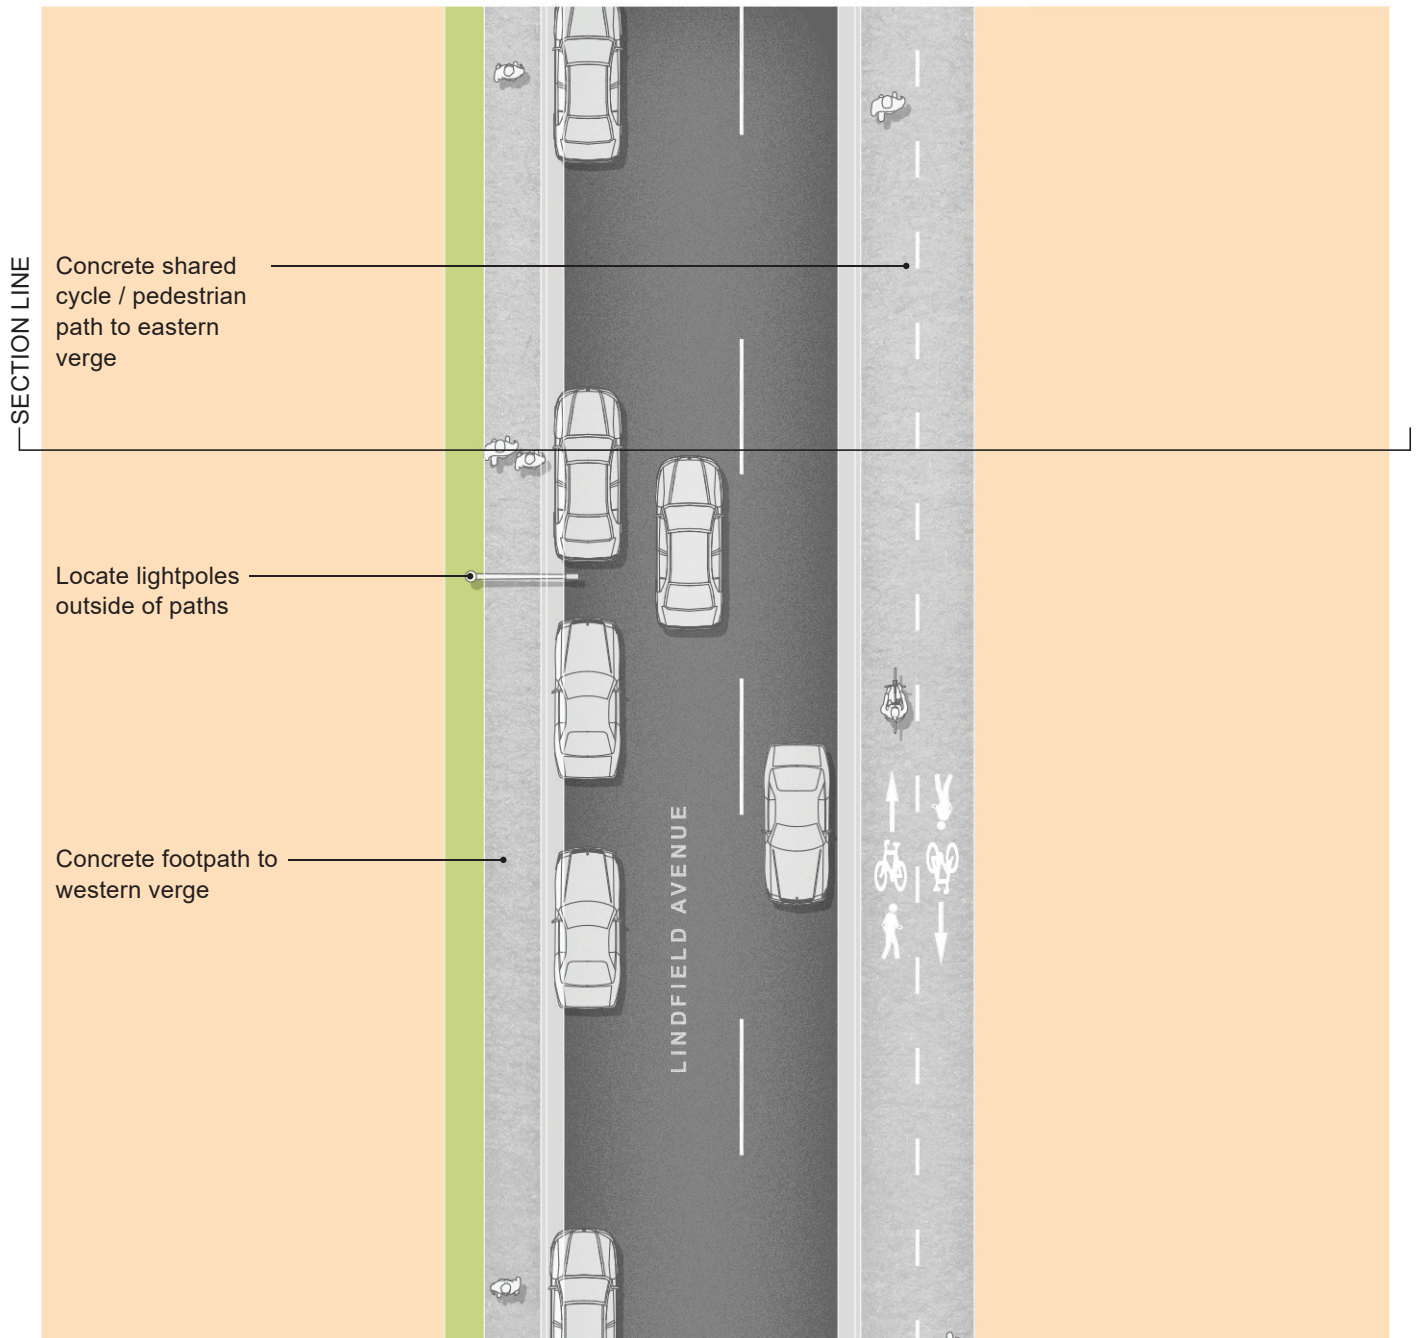 SECTION LINE
Concrete shared
cycle / pedestrian
path to eastern
verge
Locate lightpoles
outside of paths
Concrete footpath to
western verge
LINDFIELD AVENUE